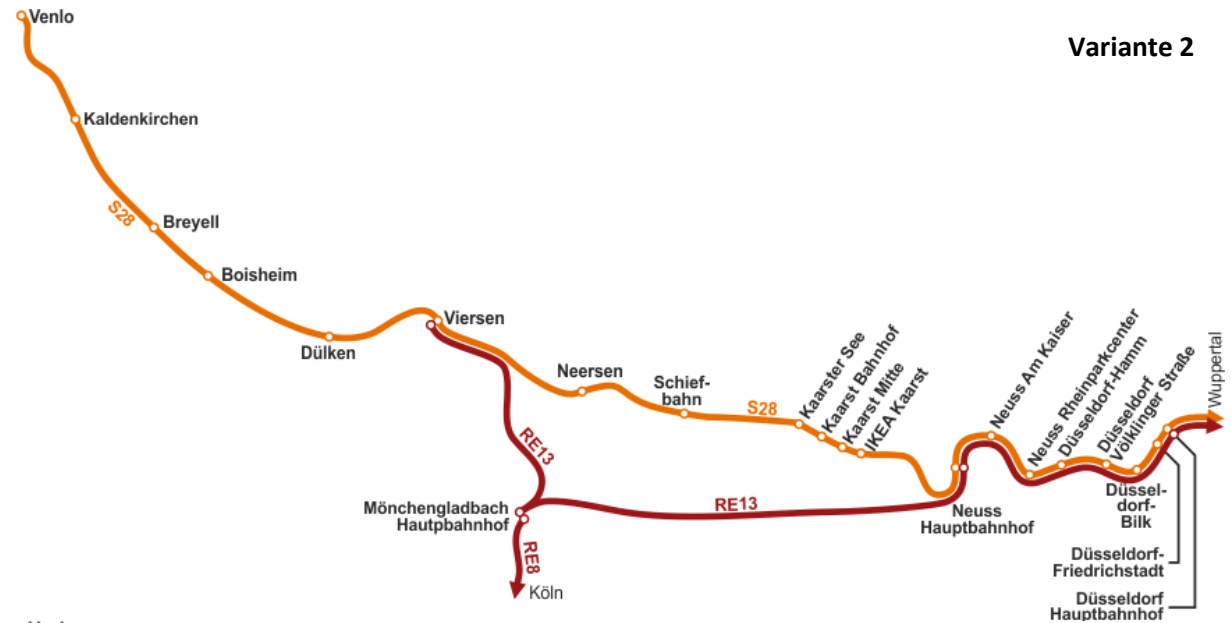 Venlo
Variante 2
Kaldenkirchen
S28
Breyell
Boisheim
Dülken
Viersen
Neersen
Schief-
bahn
S28
Kaarster See
Kaarst Bahnhof
Kaarst Mitte
IKEA Kaarst
Neuss Am Kaiser
Neuss Rheinparkcenter
Düsseldorf-Hamm
Düsseldorf
Völklinger Straße
Wuppertal
RE13
Mönchengladbach
Hautpbahnhof
RE13
RE8
Köln
Neuss
Hauptbahnhof
Düssel-
dorf-
Bilk
Düsseldorf-
Friedrichstadt
Düsseldorf
Hauptbahnhof